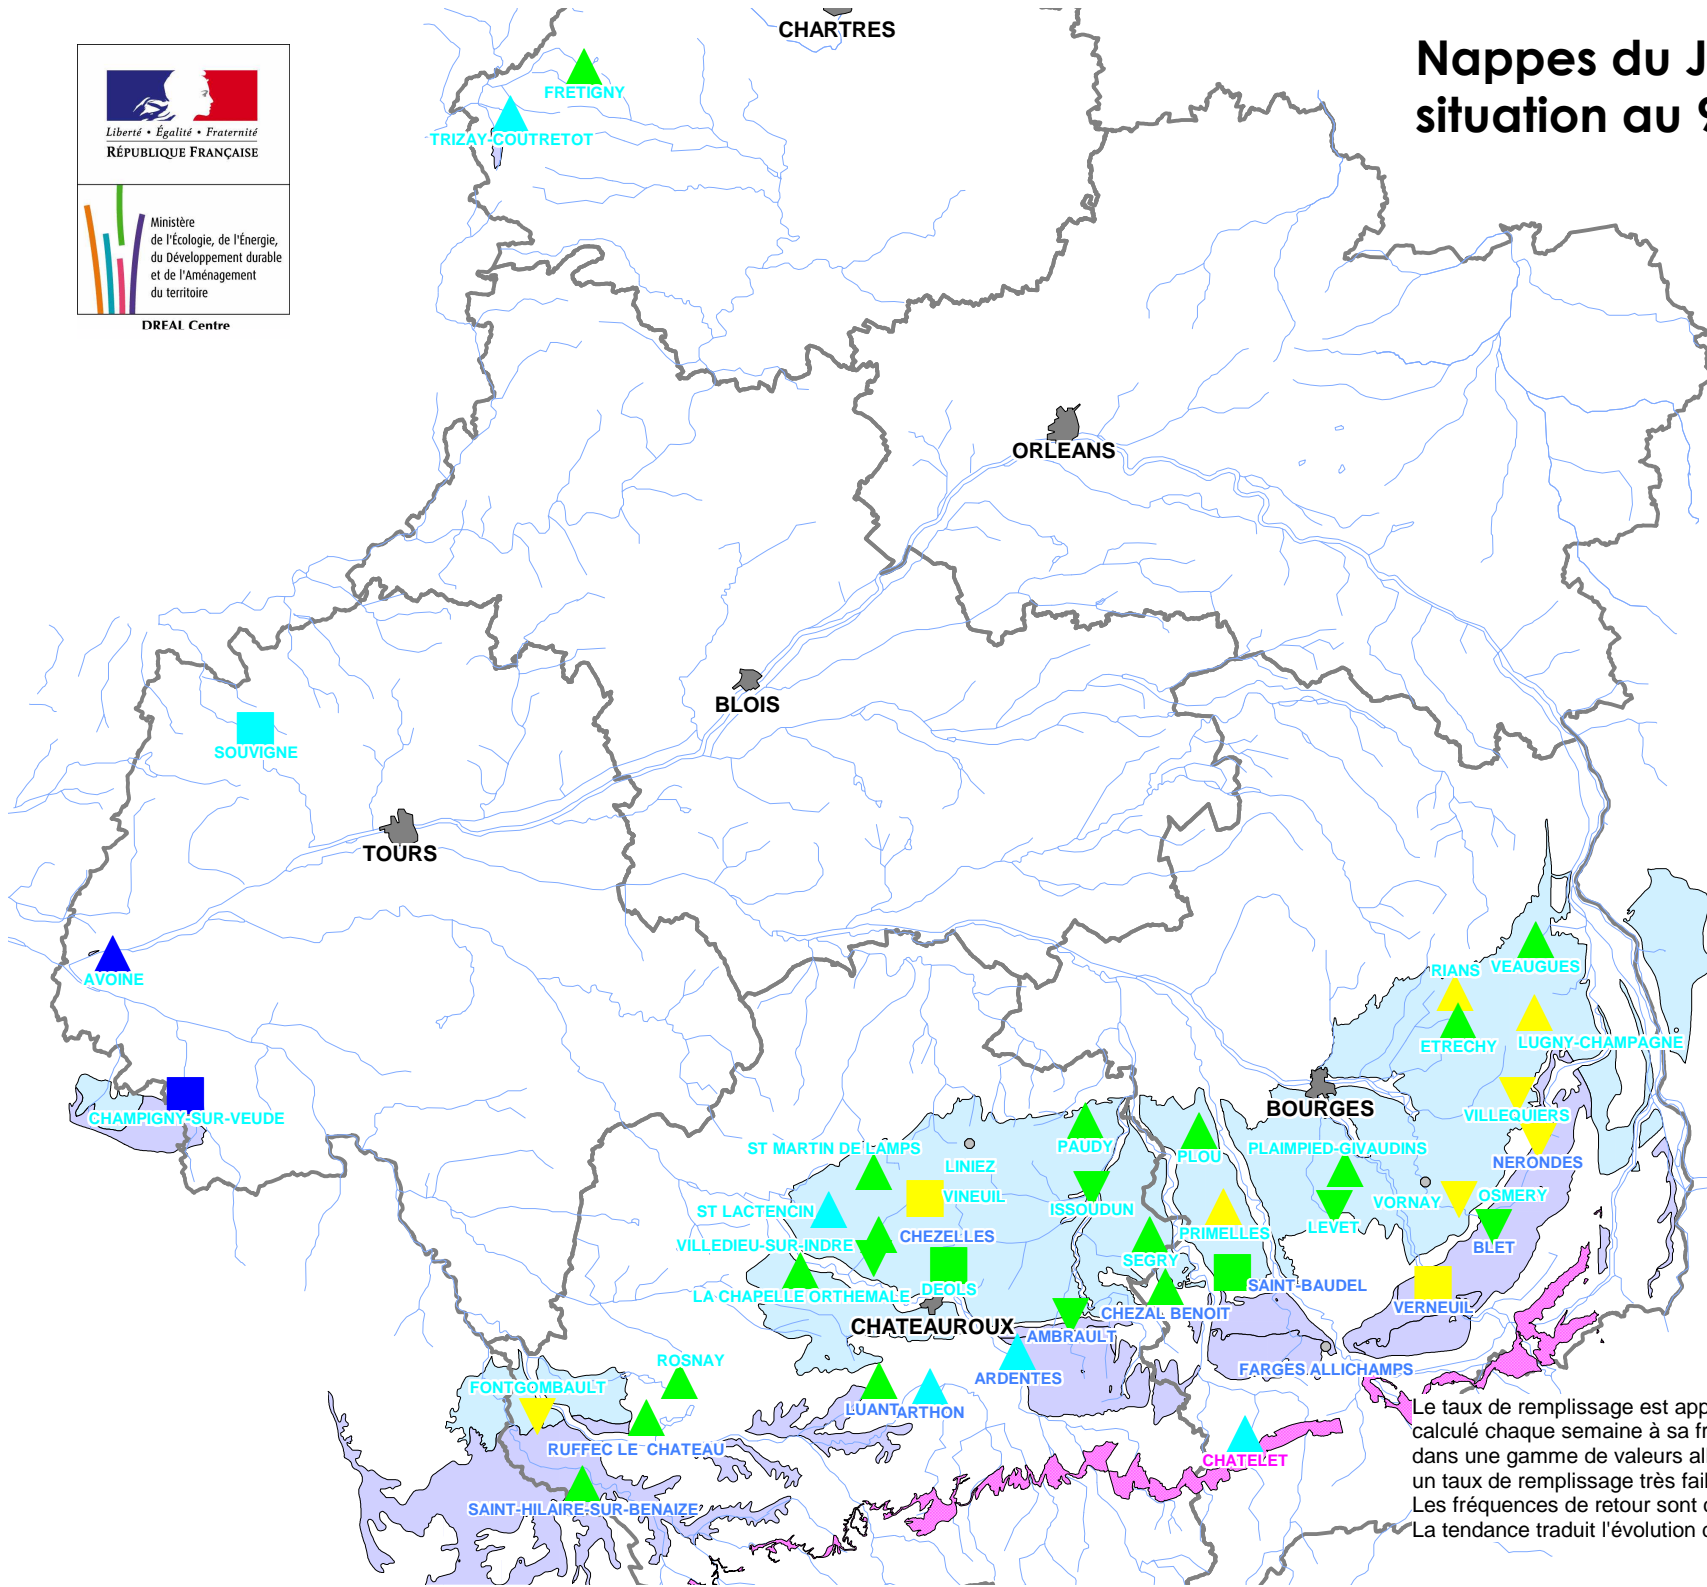 CHARTRES
Nappes du J
situation au 9
Liberté • Égalité • Fraternité
RÉPUBLIQUE FRANÇAISE
Ministère
de l'Écologie, de l'Énergie,
du Développement durable
et de l'Aménagement
du territoire
DREAL Centre
FRETIGNY
TRIZAY-COUTRETOT
ORLEANS
BLOIS
SOUVIGNE
TOURS
AVOINE
CHAMPIGNY-SUR-VEUDE
RIANS
VEAUGUES
ETRECHY
LUGNY-CHAMPAGNE
BOURGES
VILLEQUIERS
NERONDES
ST MARTIN DE LAMPS
LINIEZ
PAUDY
PLOU
PLAIMPIED-GIVAUDINS
VINEUIL
ST LACTENCIN
ISSOUDUN
VORNAY
OSMERY
CHEZELLES
PRIMELLES
LEVET
VILLEDIEU-SUR-INDRE
SEGRY
BLET
LA CHAPELLE ORTHEMALE
DEOLS
SAINT-BAUDEL
CHEZAL BENOIT
VERNEUIL
CHATEAUROUX
AMBRAULT
ROSNAY
ARDENTES
FARGES ALLICHAMPS
FONTGOMBAULT
LUANT
ARTHON
RUFFEC LE CHATEAU
CHATELET
SAINT-HILAIRE-SUR-BENAIZE
Le taux de remplissage est app
calculé chaque semaine à sa fr
dans une gamme de valeurs all
un taux de remplissage très fail
Les fréquences de retour sont c
La tendance traduit l'évolution d